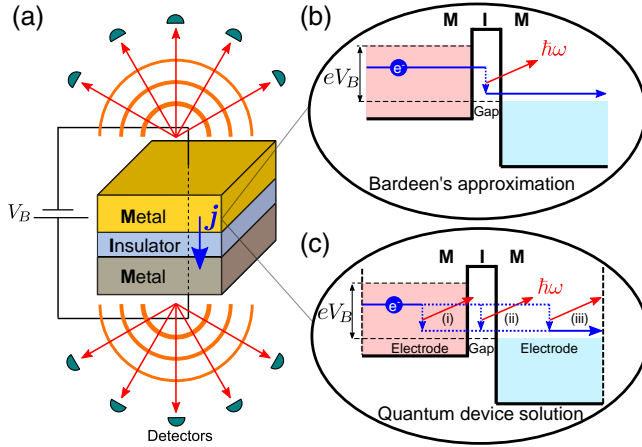 (a)
V_B
Metal
Insulator
Metal
j
Detectors
(b)
M I M
eV_B
e-
ħω
Gap
Bardeen's approximation
(c)
M I M
eV_B
e-
ħω
(i)
(ii)
(iii)
Electrode
Gap
Electrode
Quantum device solution